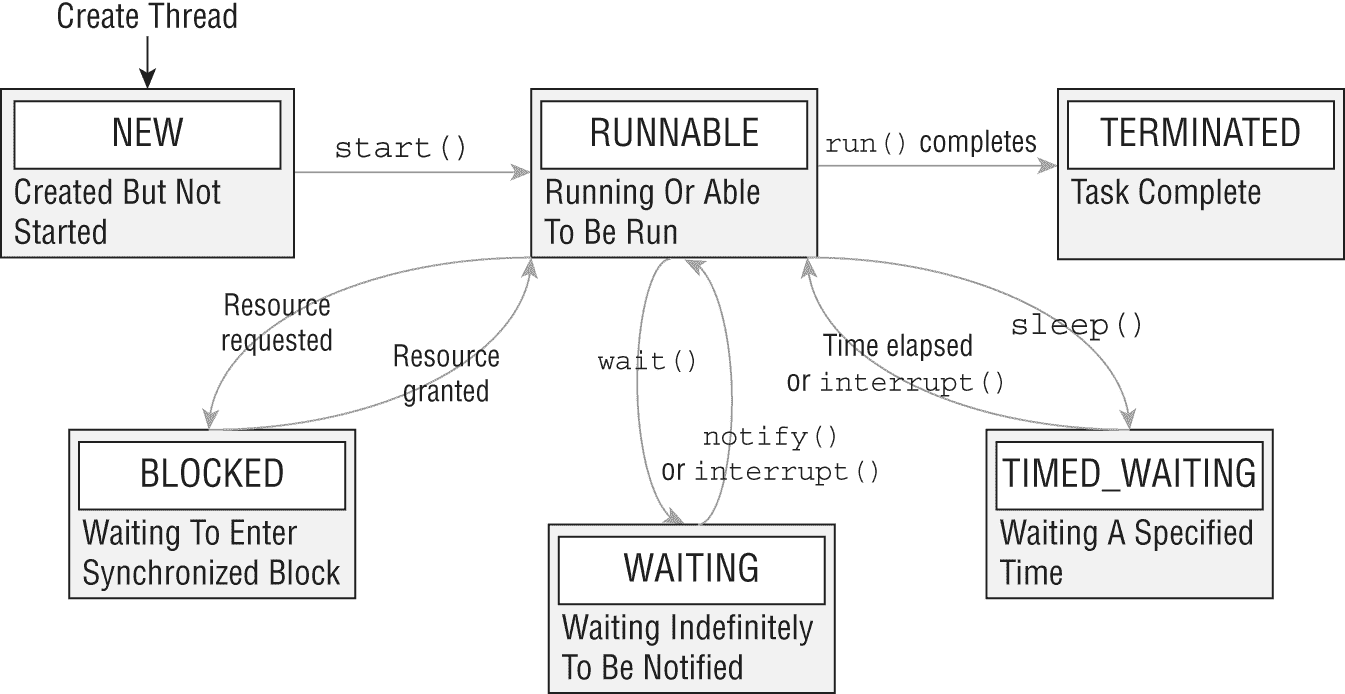 Create Thread
NEW
Created But Not
Started
start()
RUNNABLE
Running Or Able
To Be Run
run() completes
TERMINATED
Task Complete
Resource
requested
Resource
granted
wait()
notify()
or interrupt()
Time elapsed
or interrupt()
sleep()
BLOCKED
Waiting To Enter
Synchronized Block
WAITING
Waiting Indefinitely
To Be Notified
TIMED_WAITING
Waiting A Specified
Time